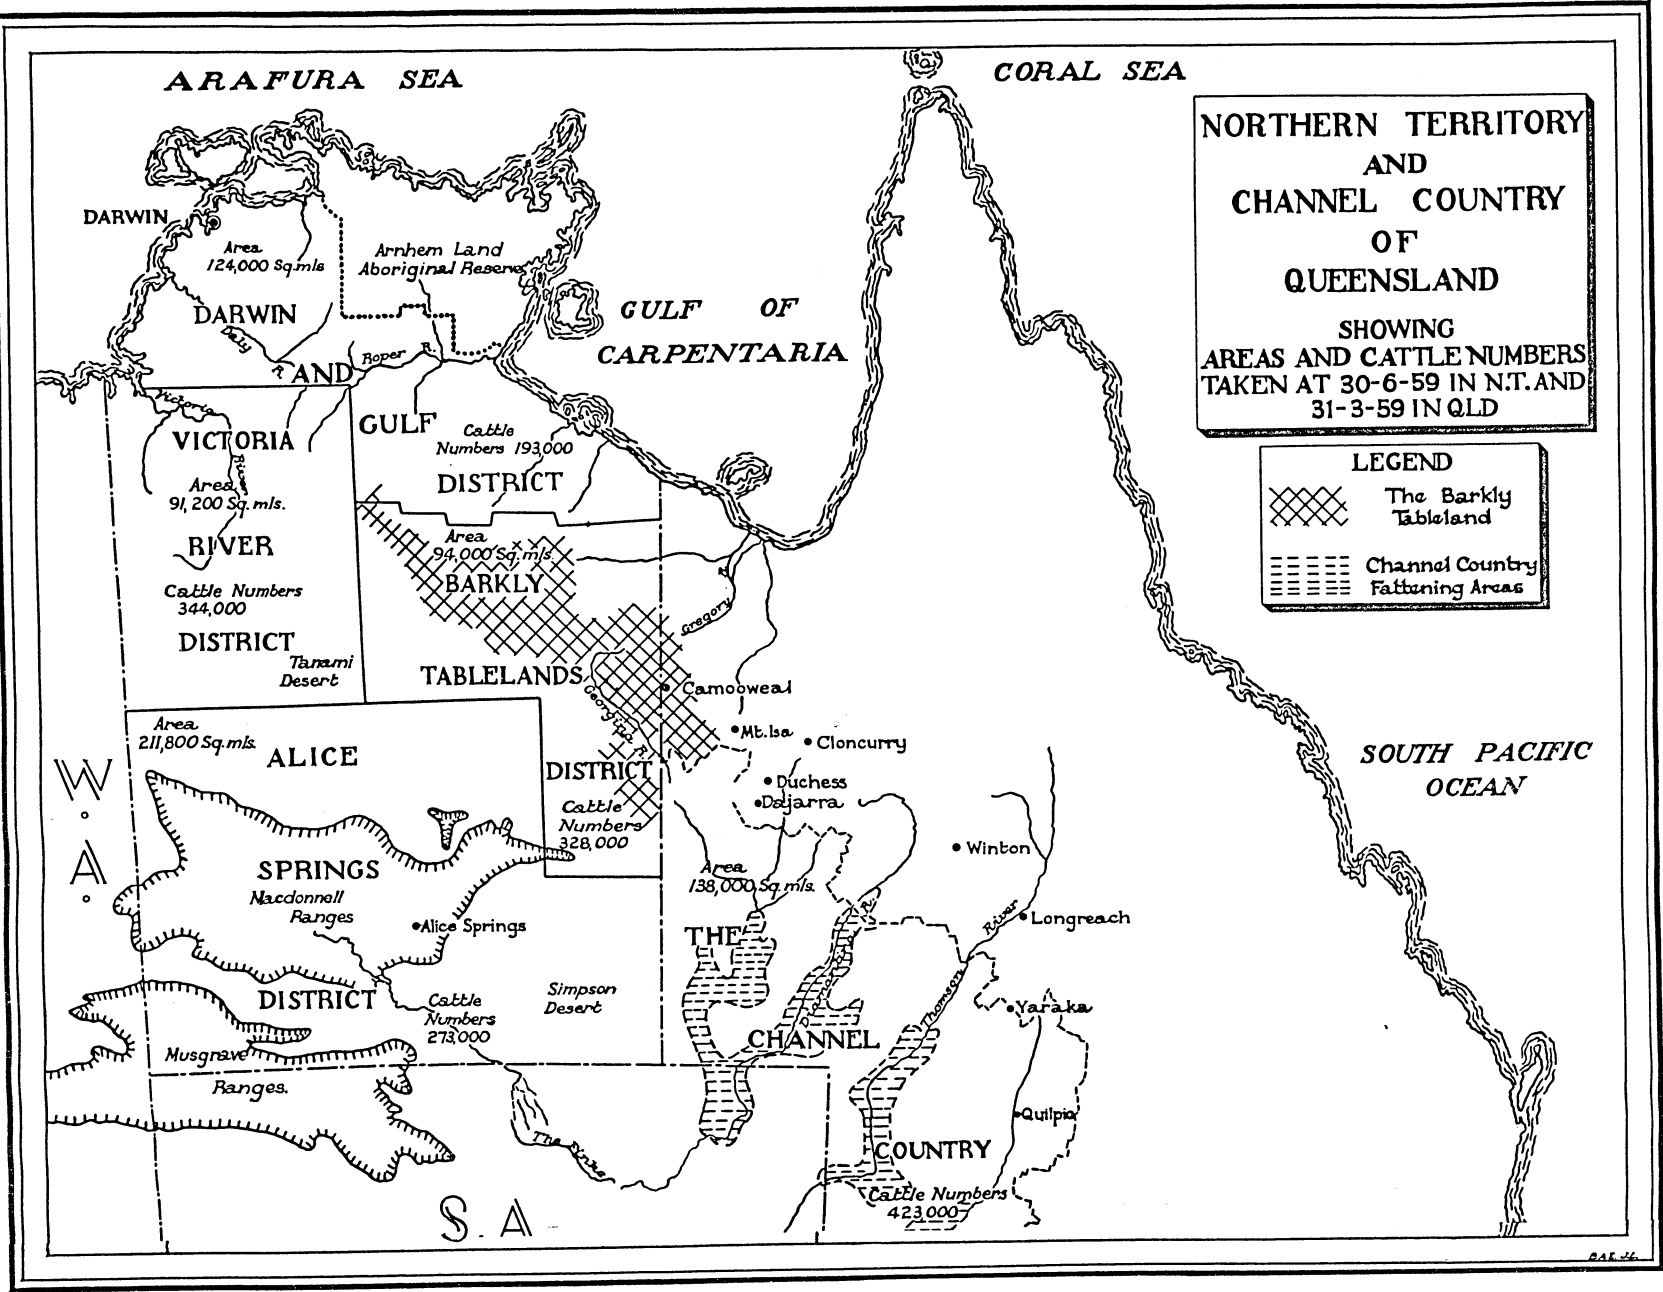 ARAFURA SEA
CORAL SEA
NORTHERN TERRITORY
AND
CHANNEL COUNTRY
OF
QUEENSLAND
SHOWING
AREAS AND CATTLE NUMBERS
TAKEN AT 30-6-59 IN N.T. AND
31-3-59 IN QLD
LEGEND
The Barkly
Tableland
Channel Country
Fattening Areas
DARWIN
Area
124,000 Sq.mls
Arnhem Land
Aboriginal Reserve
GULF OF
CARPENTARIA
DARWIN
Daly
R.
AND
Roper R.
GULF
Cattle
Numbers 193,000
DISTRICT
Victoria
River
VICTORIA
Area
91,200 Sq. mls.
RIVER
Cattle Numbers
344,000
DISTRICT
Tanami
Desert
Area
94,000 Sq. mls.
BARKLY
TABLELANDS
Georgina R.
DISTRICT
Cattle
Numbers
328,000
Gregory
R.
Camooweal
Mt. Isa
Cloncurry
Duchess
Dajarra
Winton
Longreach
Yaraka
Quilpie
SOUTH PACIFIC
OCEAN
W.A.
Area
211,800 Sq. mls.
ALICE
SPRINGS
Macdonnell
Ranges
Alice Springs
DISTRICT
Cattle
Numbers
273,000
Simpson
Desert
Musgrave
Ranges.
The Finke
S.A
Area
138,000 Sq. mls.
THE
CHANNEL
COUNTRY
Cattle Numbers
423,000
Diamantina R.
Thomson River
B.A.E. J.L.